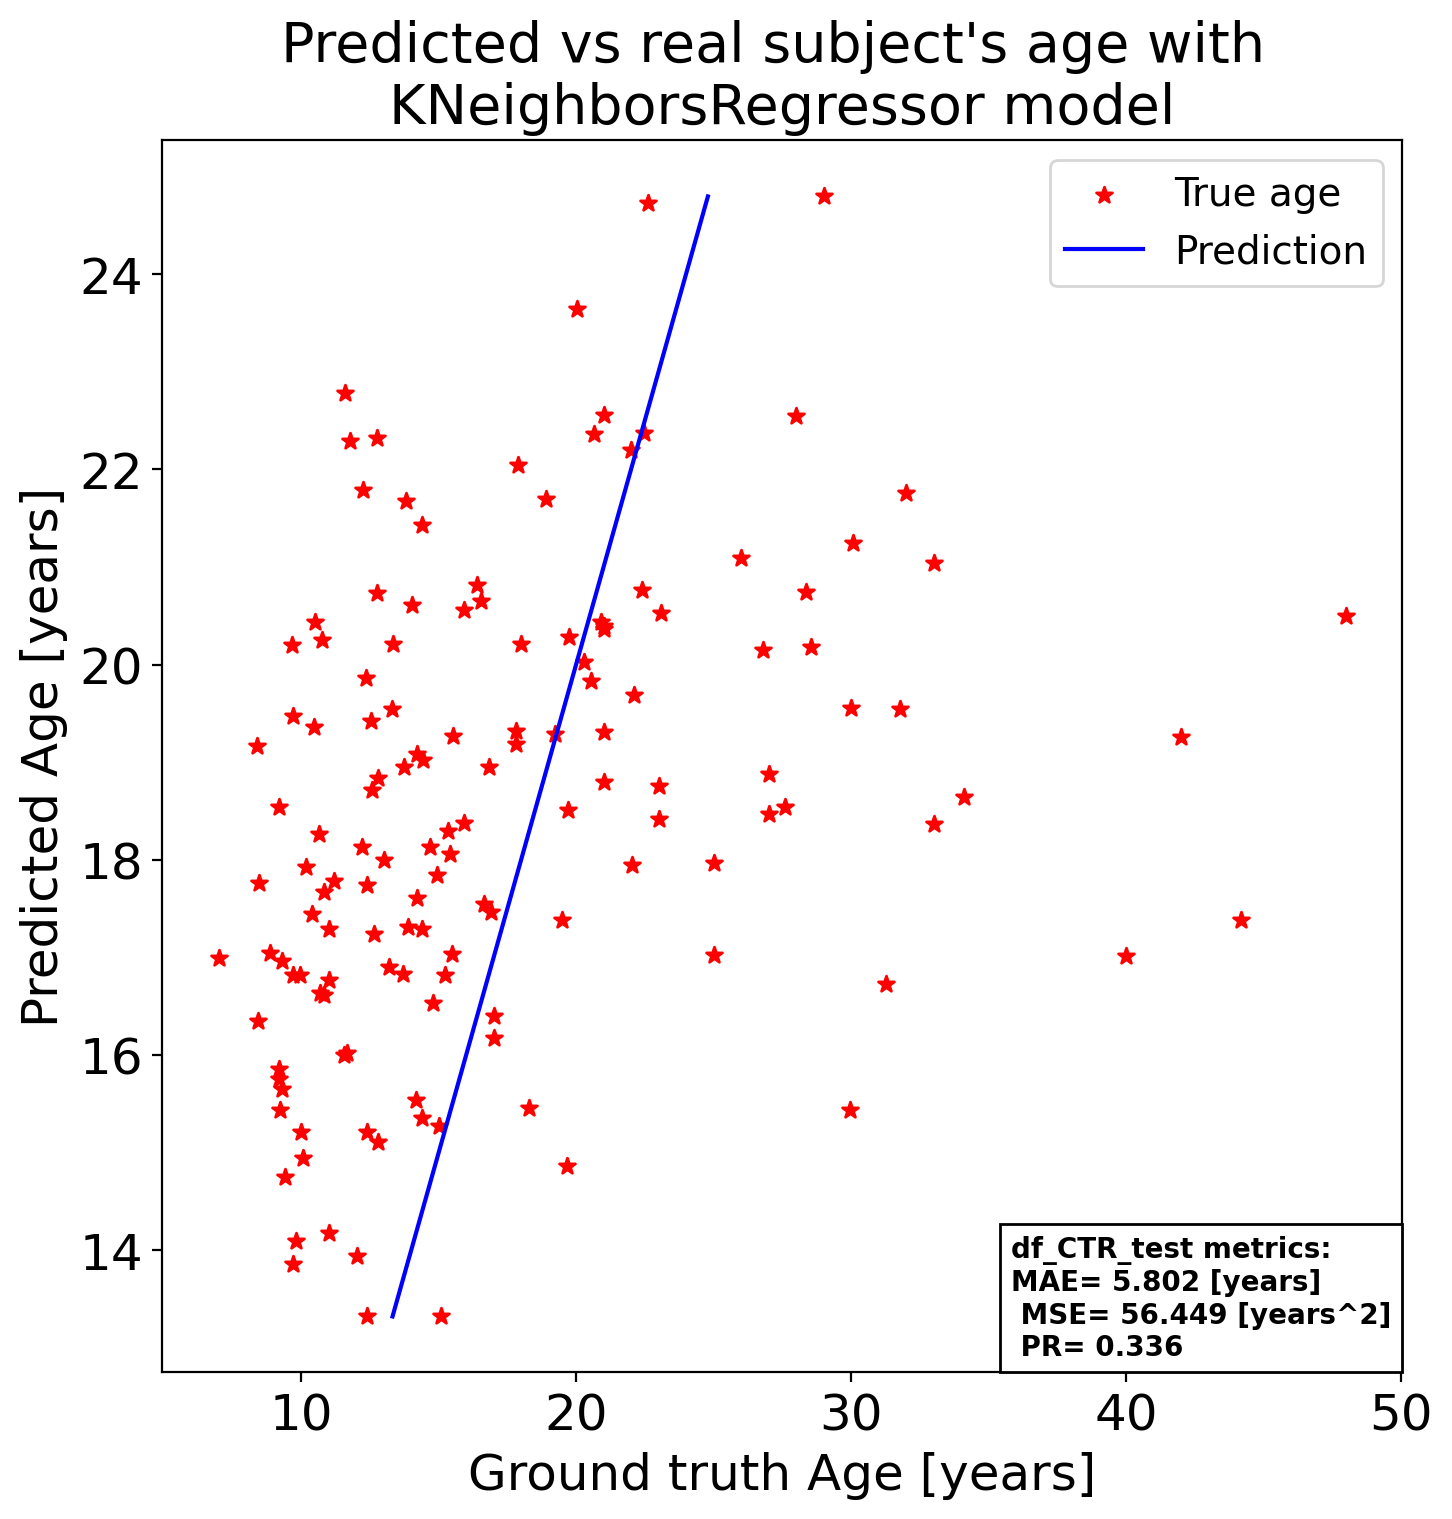 Predicted vs real subject's age with
KNeighborsRegressor model
True age
Prediction
24
22
20
18
16
14
Predicted Age [years]
df_CTR_test metrics:
MAE= 5.802 [years]
MSE= 56.449 [years^2]
PR= 0.336
10
20
30
40
50
Ground truth Age [years]